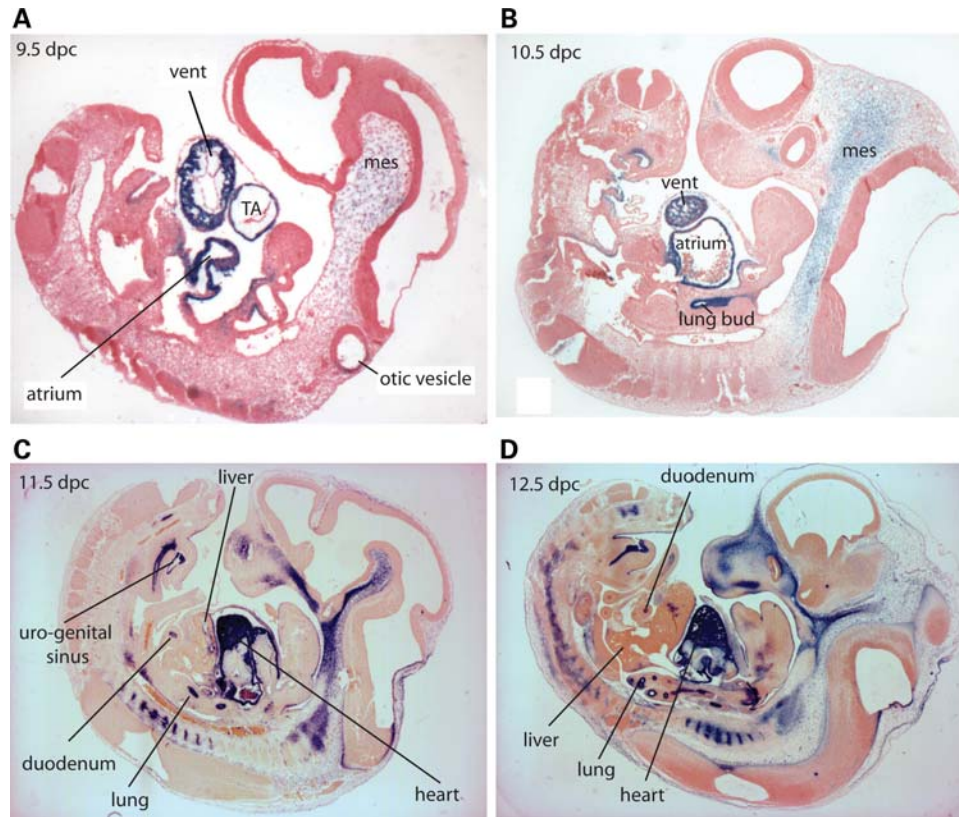 A
9.5 dpc
vent
mes
TA
atrium
otic vesicle
B
10.5 dpc
mes
vent
atrium
lung bud
C
11.5 dpc
liver
uro-genital
sinus
duodenum
lung
heart
D
12.5 dpc
duodenum
liver
lung
heart